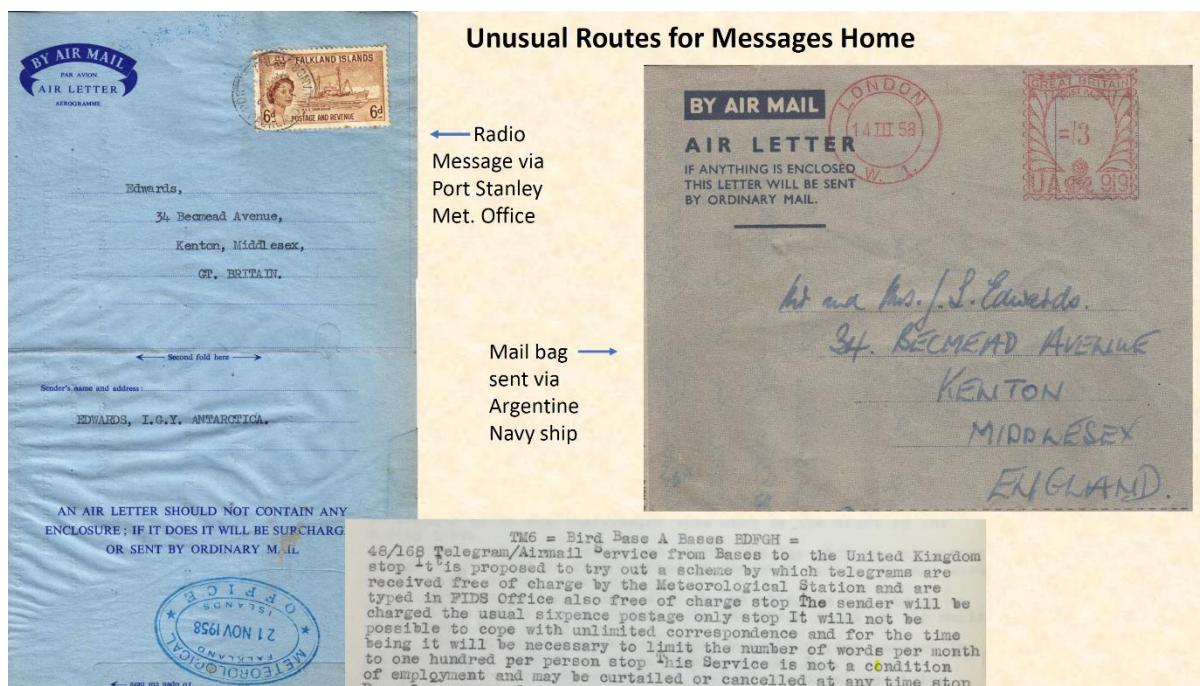 Unusual Routes for Messages Home
BY AIR MAIL
PAR AVION
AIR LETTER
AEROGRAMME
FALKLAND ISLANDS
6d
POSTAGE AND REVENUE
6d
Edwards,
34 Becmead Avenue,
Kenton, Middlesex,
GT. BRITAIN.
← Second fold here →
Sender's name and address:
EDWARDS, I.G.Y. ANTARCTICA.
AN AIR LETTER SHOULD NOT CONTAIN ANY
ENCLOSURE; IF IT DOES IT WILL BE SURCHARG
OR SENT BY ORDINARY MAIL
METEOROLOGICAL OFFICE
FALKLAND
ISLANDS
21 NOV 1958
To open cut here
← Radio
Message via
Port Stanley
Met. Office
Mail bag →
sent via
Argentine
Navy ship
BY AIR MAIL
AIR LETTER
IF ANYTHING IS ENCLOSED
THIS LETTER WILL BE SENT
BY ORDINARY MAIL.
LONDON
14 III 58
W. 1.
GREAT BRITAIN
=/3
UA 919
Mr and Mrs. J. L. Edwards.
34. BECMEAD AVENUE
KENTON
MIDDLESEX
ENGLAND.
TM6 = Bird Base A Bases BDFGH =
48/168 Telegram/Airmail Service from Bases to the United Kingdom
stop It is proposed to try out a scheme by which telegrams are
received free of charge by the Meteorological Station and are
typed in FIDS Office also free of charge stop The sender will be
charged the usual sixpence postage only stop It will not be
possible to cope with unlimited correspondence and for the time
being it will be necessary to limit the number of words per month
to one hundred per person stop This Service is not a condition
of employment and may be curtailed or cancelled at any time stop